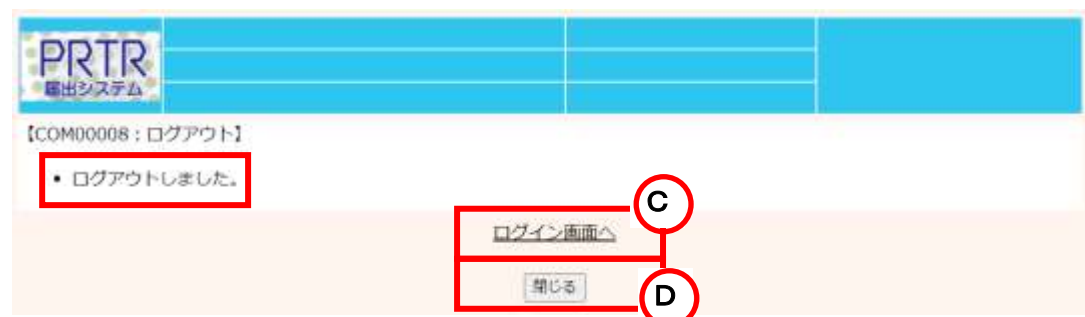 PRTR
届出システム
【COM00008：ログアウト】
• ログアウトしました。
C
ログイン画面へ
閉じる
D